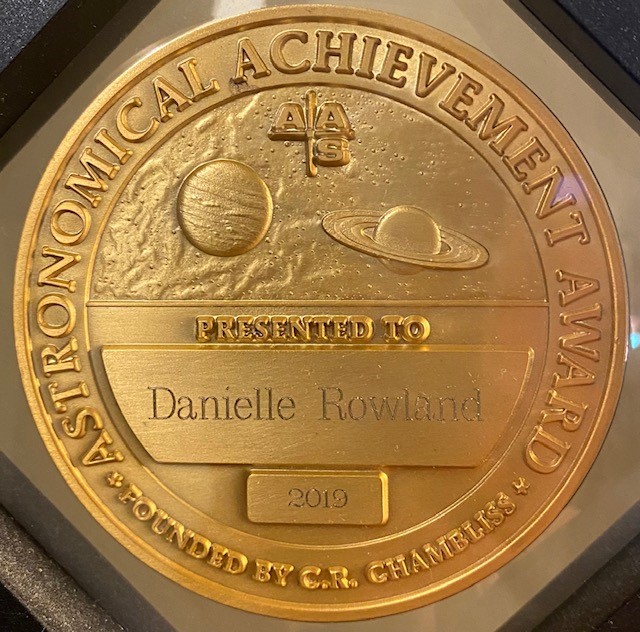 ASTRONOMICAL ACHIEVEMENT AWARD
AAS
PRESENTED TO
Danielle Rowland
2019
* FOUNDED BY C.R. CHAMBLISS *